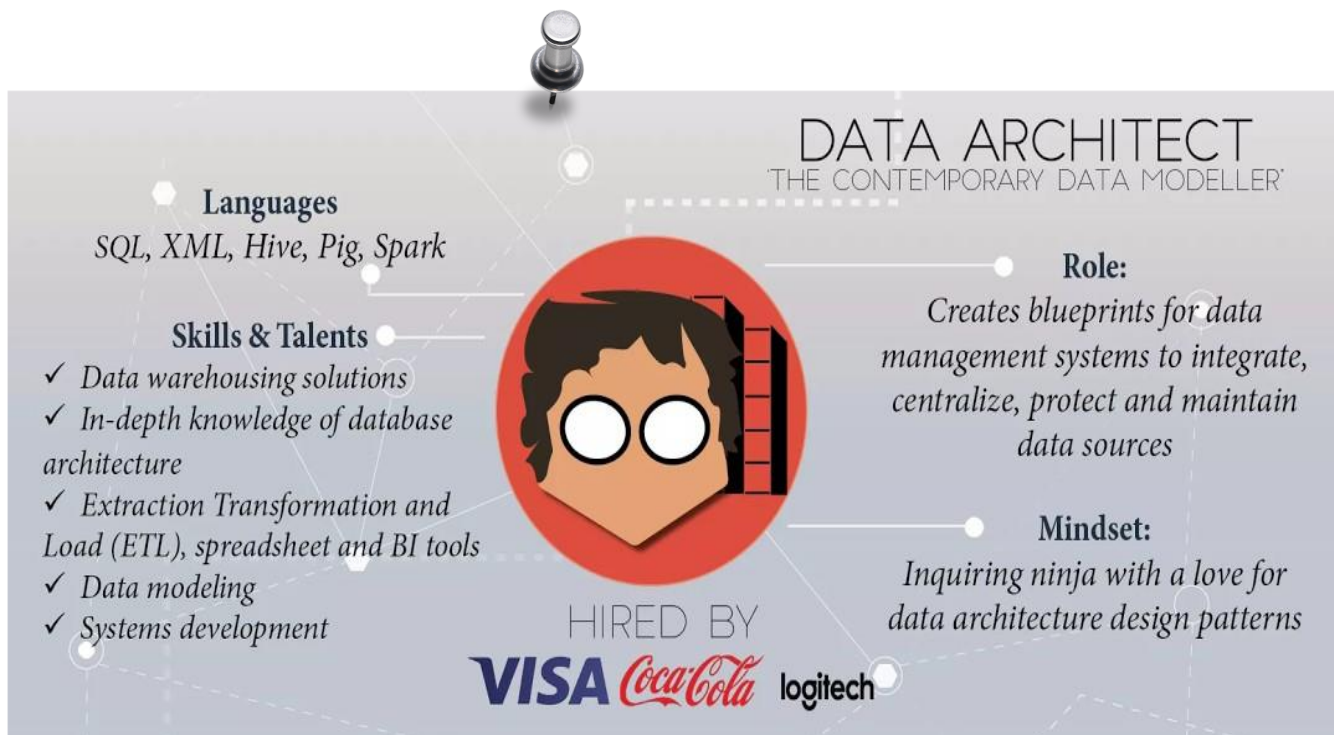 DATA ARCHITECT
'THE CONTEMPORARY DATA MODELLER'
Languages
SQL, XML, Hive, Pig, Spark
Skills & Talents
✓ Data warehousing solutions
✓ In-depth knowledge of database
architecture
✓ Extraction Transformation and
Load (ETL), spreadsheet and BI tools
✓ Data modeling
✓ Systems development
Role:
Creates blueprints for data
management systems to integrate,
centralize, protect and maintain
data sources
Mindset:
Inquiring ninja with a love for
data architecture design patterns
HIRED BY
VISA Coca-Cola logitech